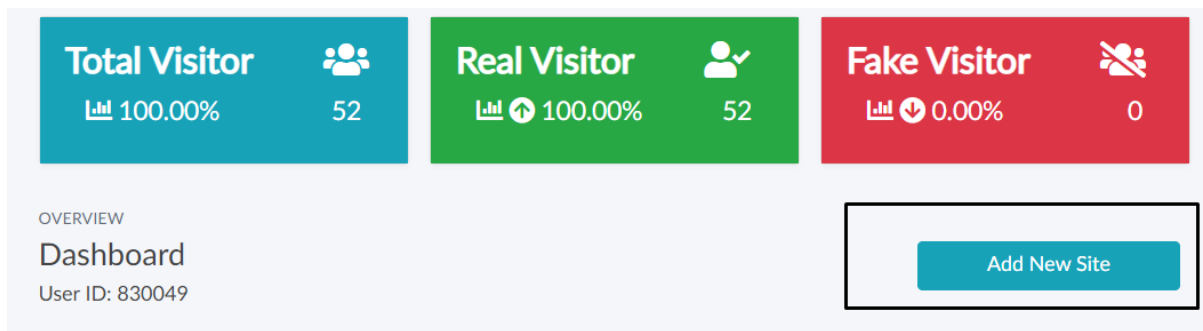 Total Visitor
100.00% 52
Real Visitor
100.00% 52
Fake Visitor
0.00% 0
OVERVIEW
Dashboard
User ID: 830049
Add New Site